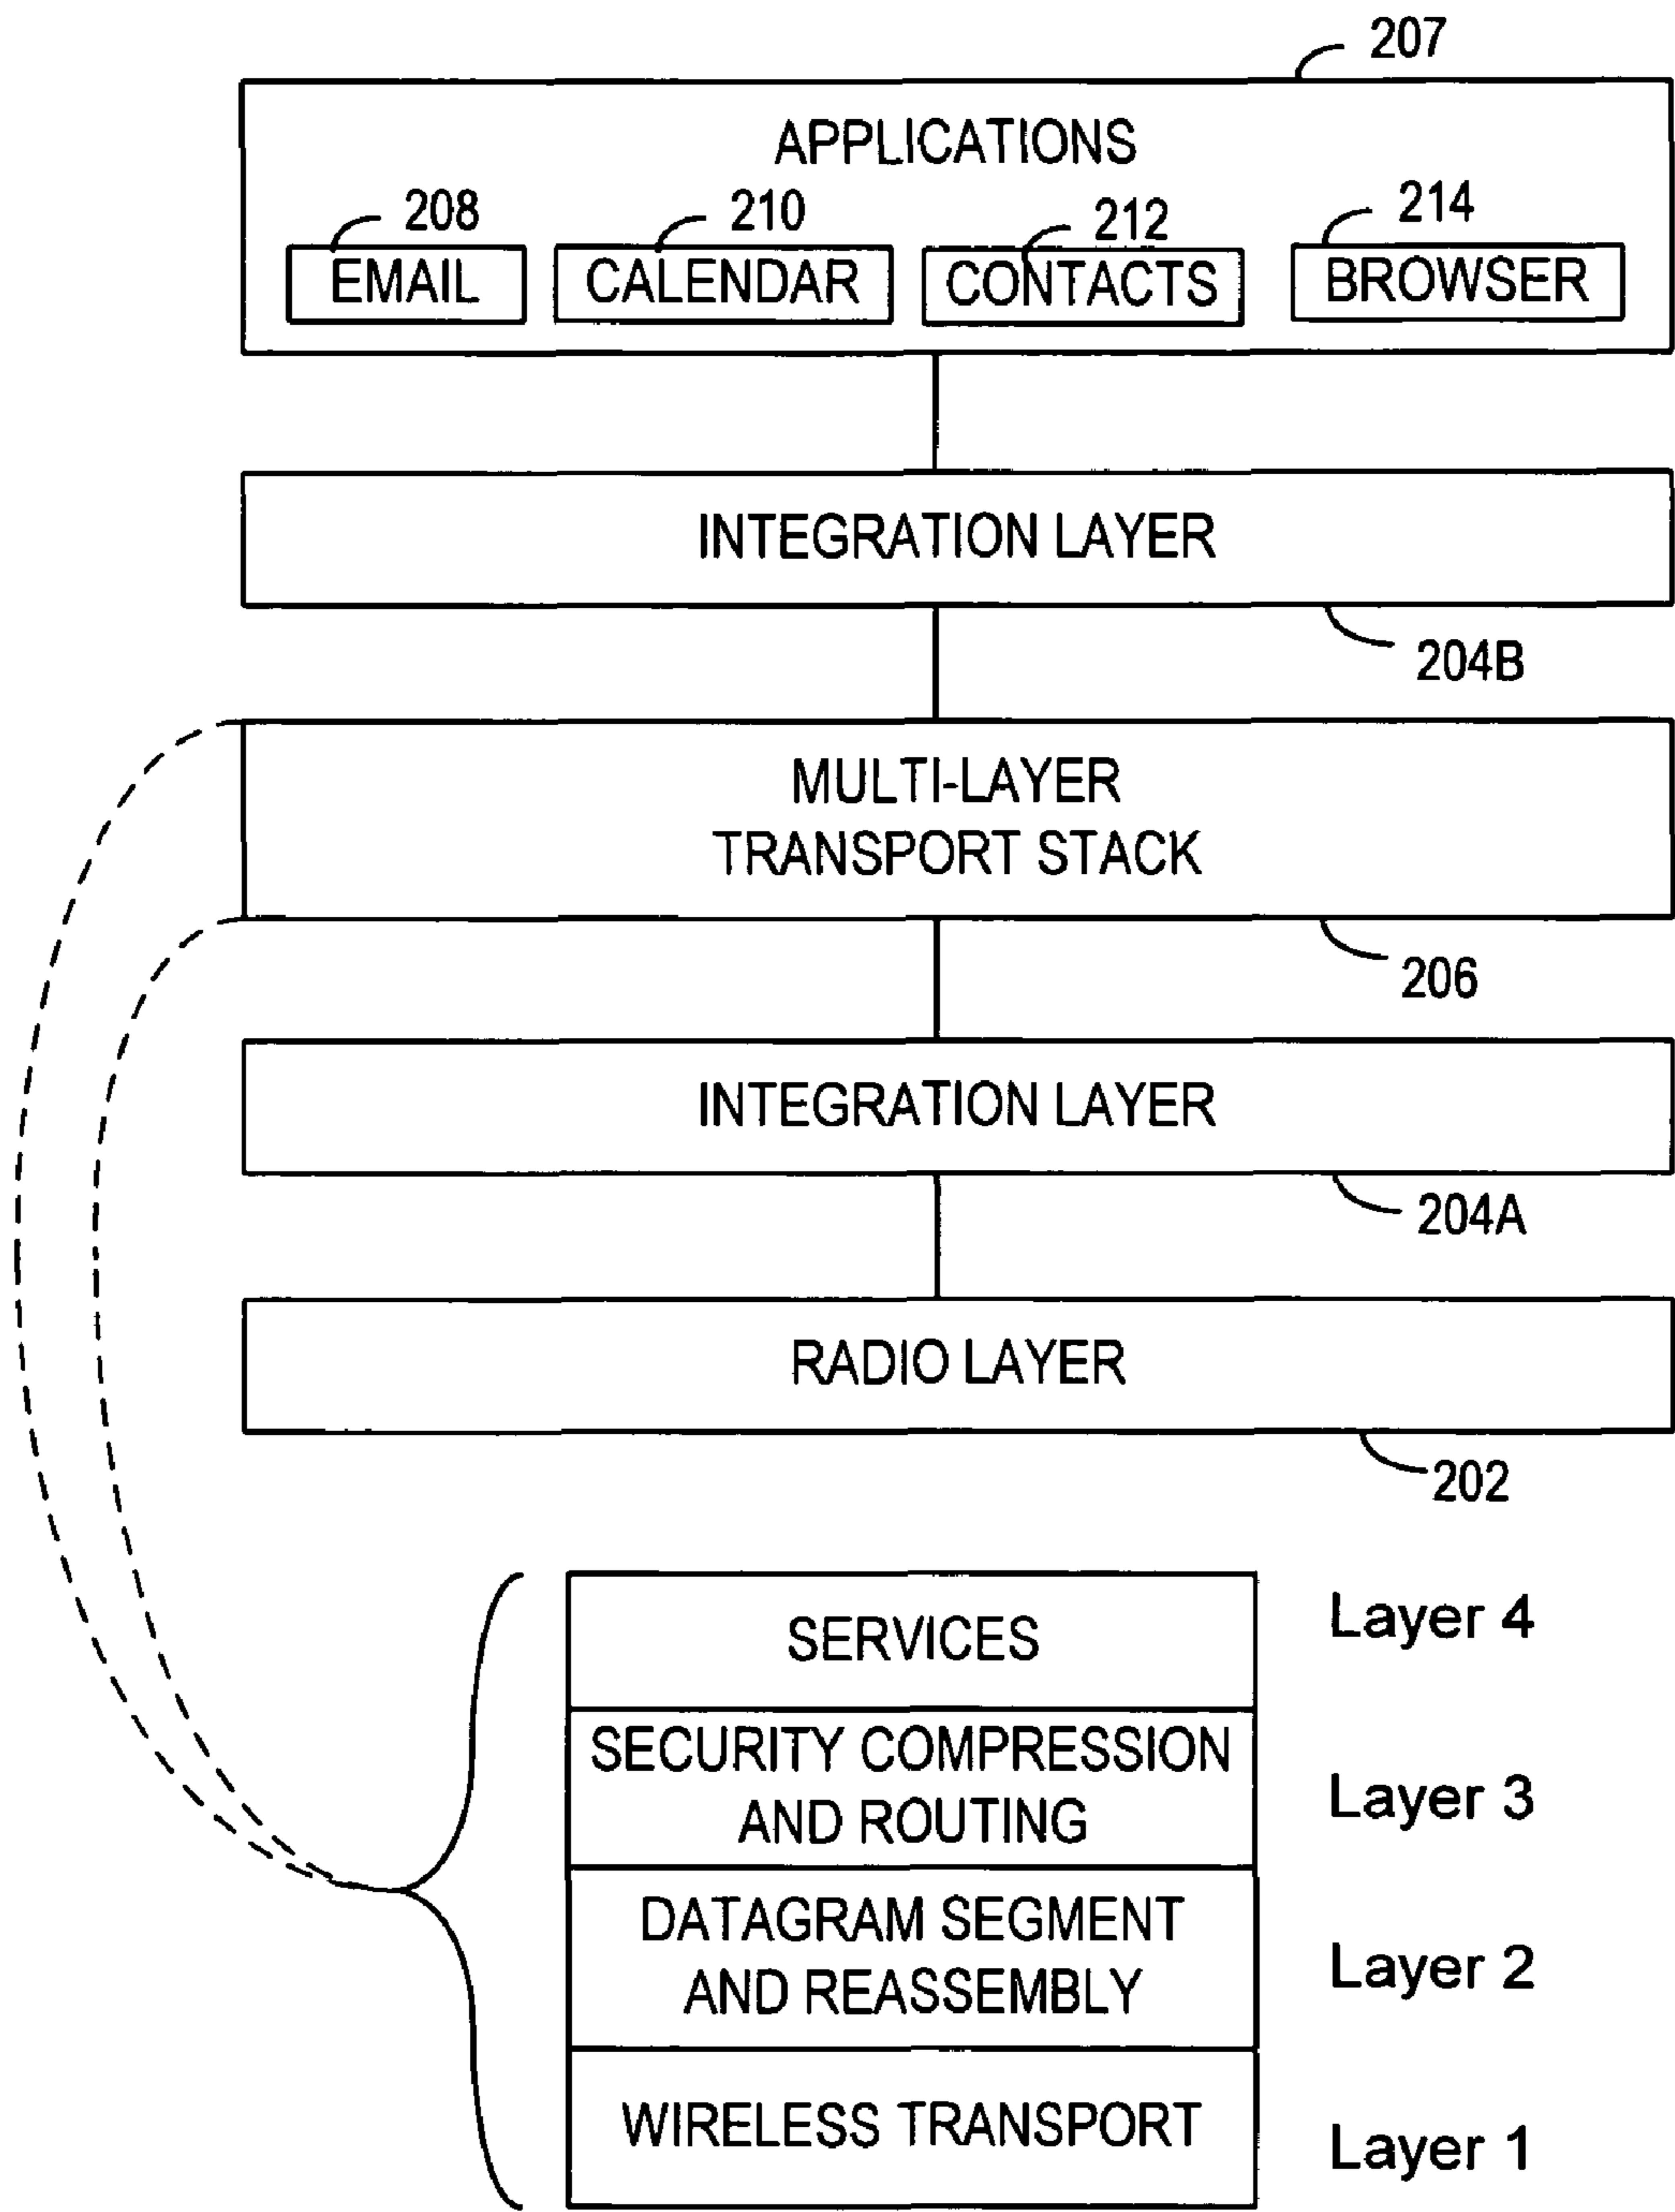 207
APPLICATIONS
208 210 212 214
EMAIL CALENDAR CONTACTS BROWSER
INTEGRATION LAYER
204B
MULTI-LAYER
TRANSPORT STACK
206
INTEGRATION LAYER
204A
RADIO LAYER
202
SERVICES Layer 4
SECURITY COMPRESSION
AND ROUTING Layer 3
DATAGRAM SEGMENT
AND REASSEMBLY Layer 2
WIRELESS TRANSPORT Layer 1